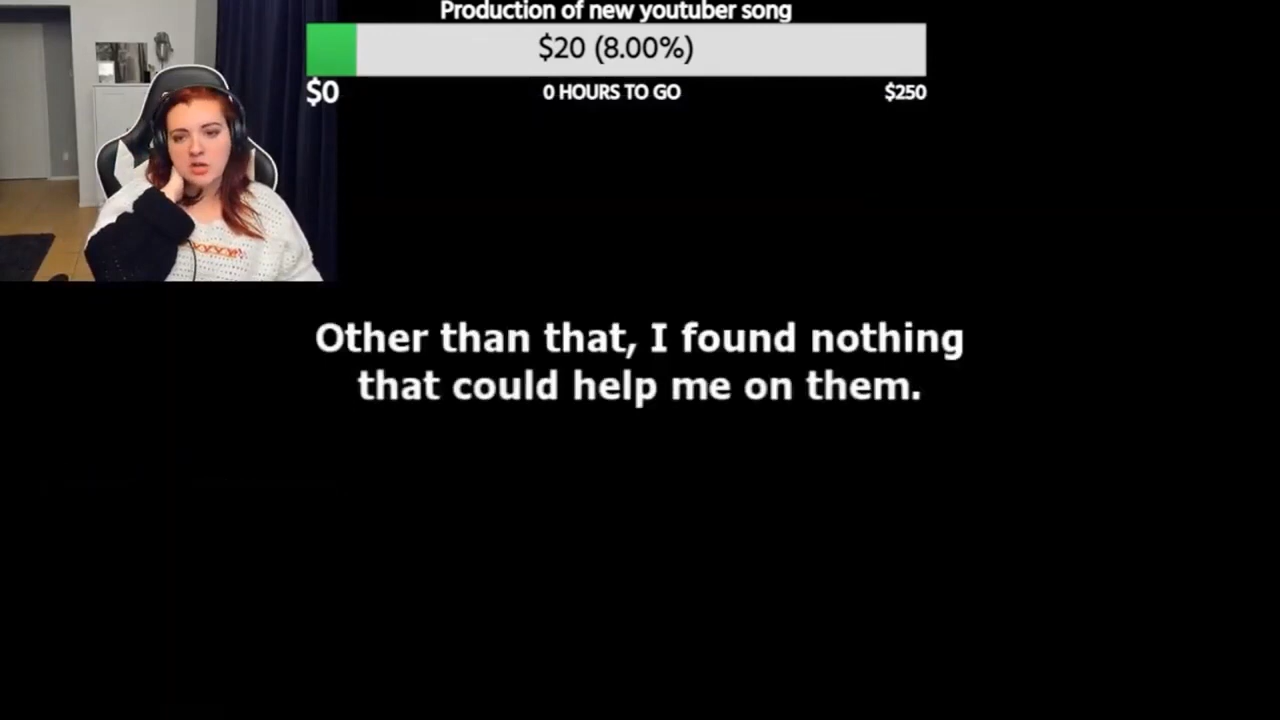 Production of new youtuber song
$20 (8.00%)
$0
0 HOURS TO GO
$250
Other than that, I found nothing
that could help me on them.